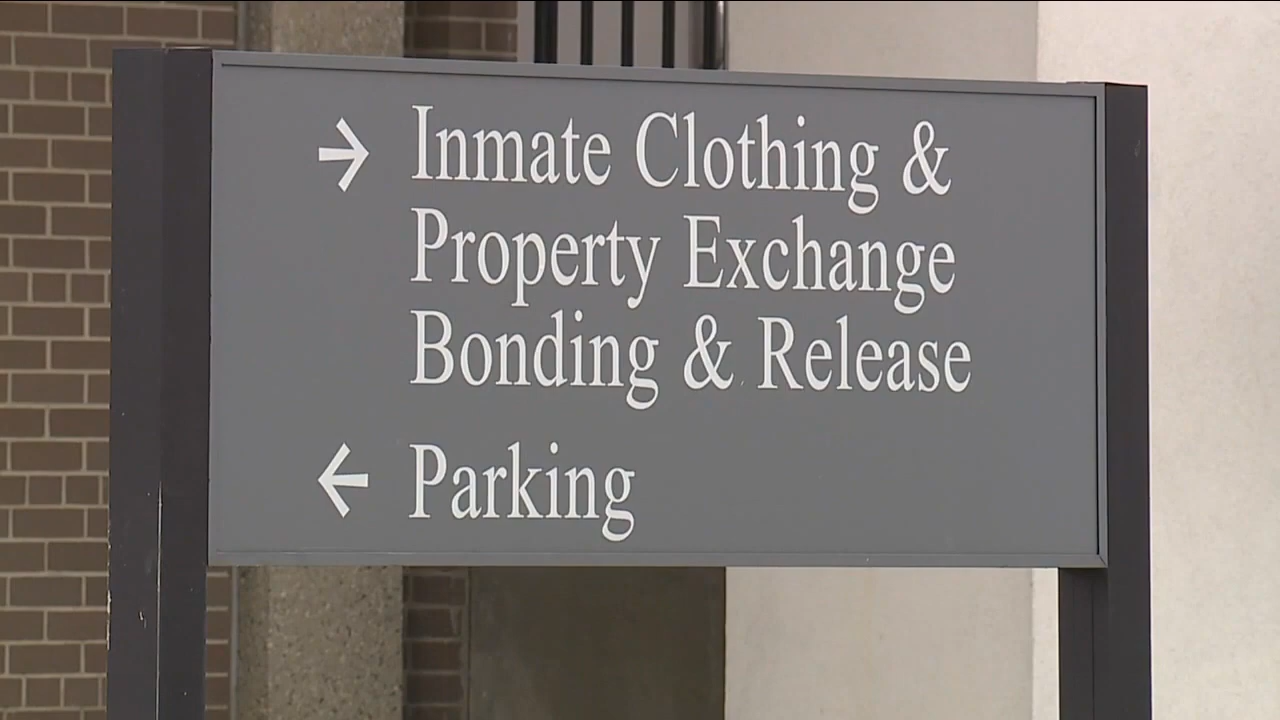 → Inmate Clothing &
Property Exchange
Bonding & Release
← Parking